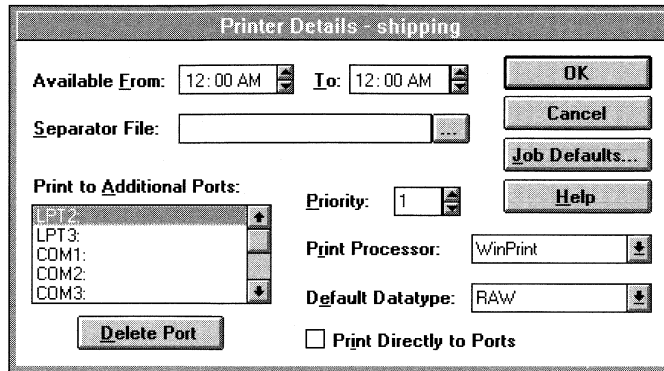 Printer Details - shipping
Available From: 12:00 AM To: 12:00 AM
OK
Cancel
Separator File: ...
Job Defaults...
Help
Print to Additional Ports:
LPT2:
LPT3:
COM1:
COM2:
COM3:
Priority: 1
Print Processor: WinPrint
Default Datatype: RAW
Delete Port
Print Directly to Ports